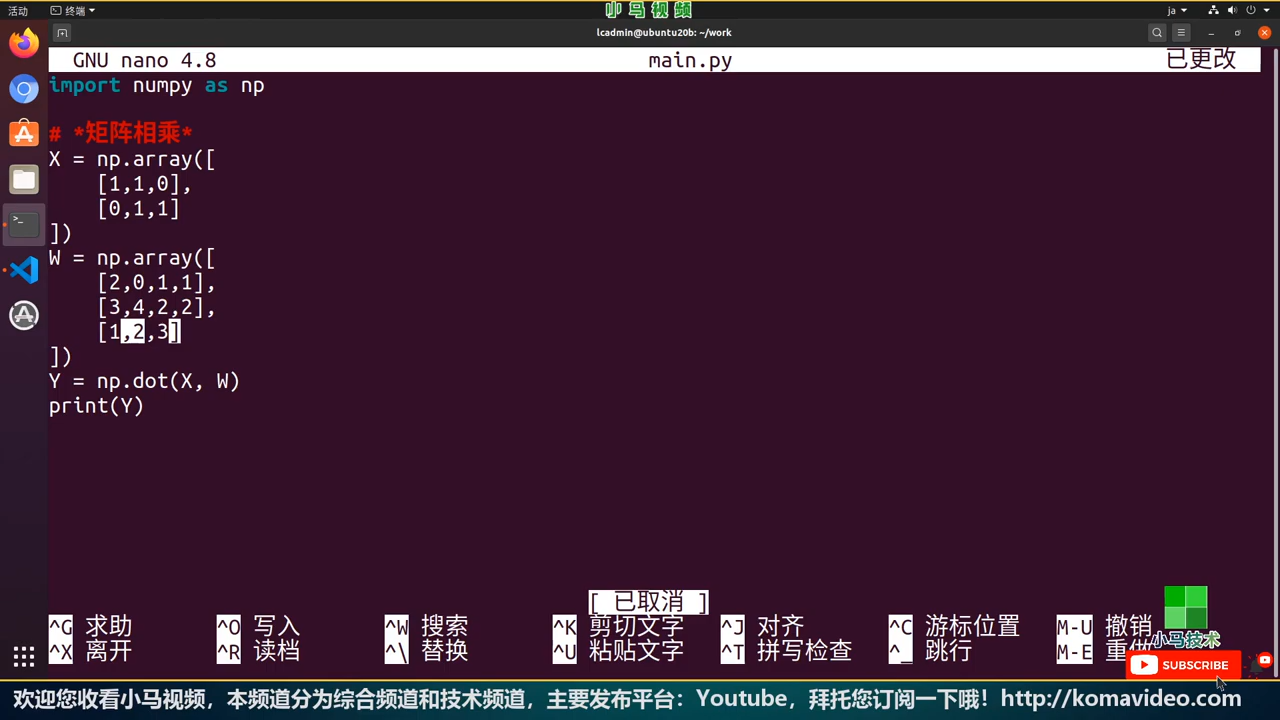 小马视频
活动 终端 ja
lcadmin@ubuntu20b: ~/work
GNU nano 4.8 main.py 已更改
import numpy as np
# *矩阵相乘*
X = np.array([
[1,1,0],
[0,1,1]
])
W = np.array([
[2,0,1,1],
[3,4,2,2],
[1,2,3]
])
Y = np.dot(X, W)
print(Y)
[ 已取消 ]
^G 求助 ^O 写入 ^W 搜索 ^K 剪切文字 ^J 对齐 ^C 游标位置 M-U 撤销
^X 离开 ^R 读档 ^\ 替换 ^U 粘贴文字 ^T 拼写检查 ^_ 跳行 M-E 重做
小马技术
SUBSCRIBE
欢迎您收看小马视频，本频道分为综合频道和技术频道，主要发布平台：Youtube，拜托您订阅一下哦！http://komavideo.com